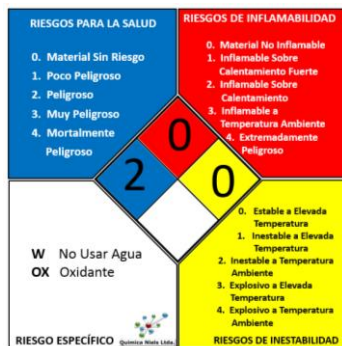 RIESGOS PARA LA SALUD
0. Material Sin Riesgo
1. Poco Peligroso
2. Peligroso
3. Muy Peligroso
4. Mortalmente
Peligroso
RIESGOS DE INFLAMABILIDAD
0. Material No Inflamable
1. Inflamable Sobre
Calentamiento Fuerte
2. Inflamable Sobre
Calentamiento
3. Inflamable a
Temperatura Ambiente
4. Extremadamente
Peligroso
0
2
0
W No Usar Agua
OX Oxidante
RIESGO ESPECÍFICO
Química Niels Ltda.
0. Estable a Elevada
Temperatura
1. Inestable a Elevada
Temperatura
2. Inestable a Temperatura
Ambiente
3. Explosivo a Elevada
Temperatura
4. Explosivo a Temperatura
Ambiente
RIESGOS DE INESTABILIDAD